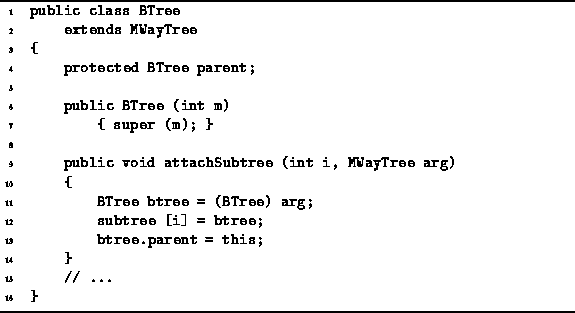 1 public class BTree
2 extends MWayTree
3 {
4 protected BTree parent;
5
6 public BTree (int m)
7 { super (m); }
8
9 public void attachSubtree (int i, MWayTree arg)
10 {
11 BTree btree = (BTree) arg;
12 subtree [i] = btree;
13 btree.parent = this;
14 }
15 // ...
16 }